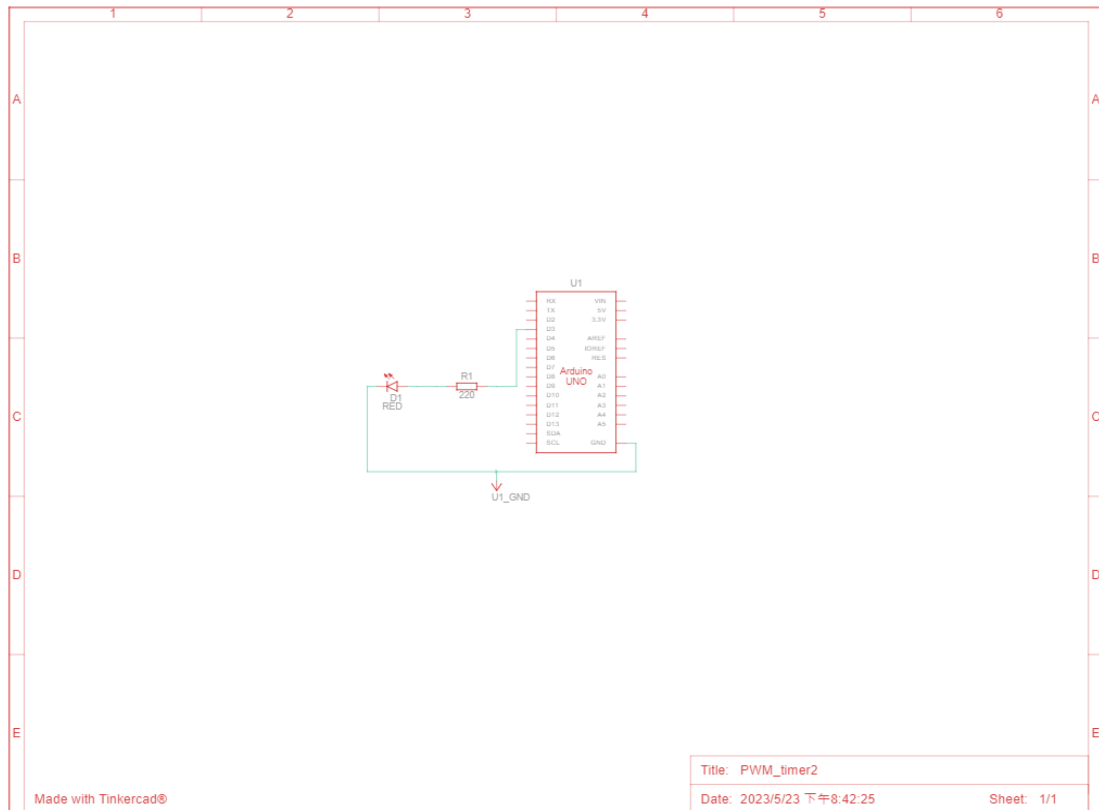 1 2 3 4 5 6
A A
B B
U1
RX VIN
TX 5V
D2 3.3V
D3
D4 AREF
D5 IOREF
D6 RES
D7
D8 A0
D9 A1
D10 A2
D11 A3
D12 A4
D13 A5
SDA
SCL GND
Arduino
UNO
R1
220
D1
RED
C C
U1_GND
D D
E E
Title: PWM_timer2
Made with Tinkercad®
Date: 2023/5/23 下午8:42:25 Sheet: 1/1